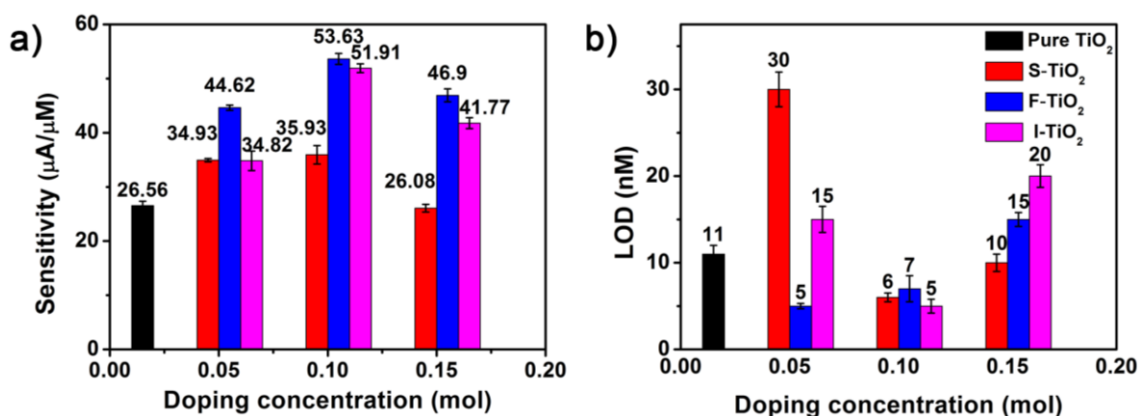 a)
Sensitivity (μA/μM)
60
40
20
0
26.56
34.93
44.62
34.82
35.93
53.63
51.91
26.08
46.9
41.77
0.00 0.05 0.10 0.15 0.20
Doping concentration (mol)
b)
LOD (nM)
30
20
10
0
11
30
5
15
6
7
5
10
15
20
Pure TiO₂
S-TiO₂
F-TiO₂
I-TiO₂
0.00 0.05 0.10 0.15 0.20
Doping concentration (mol)